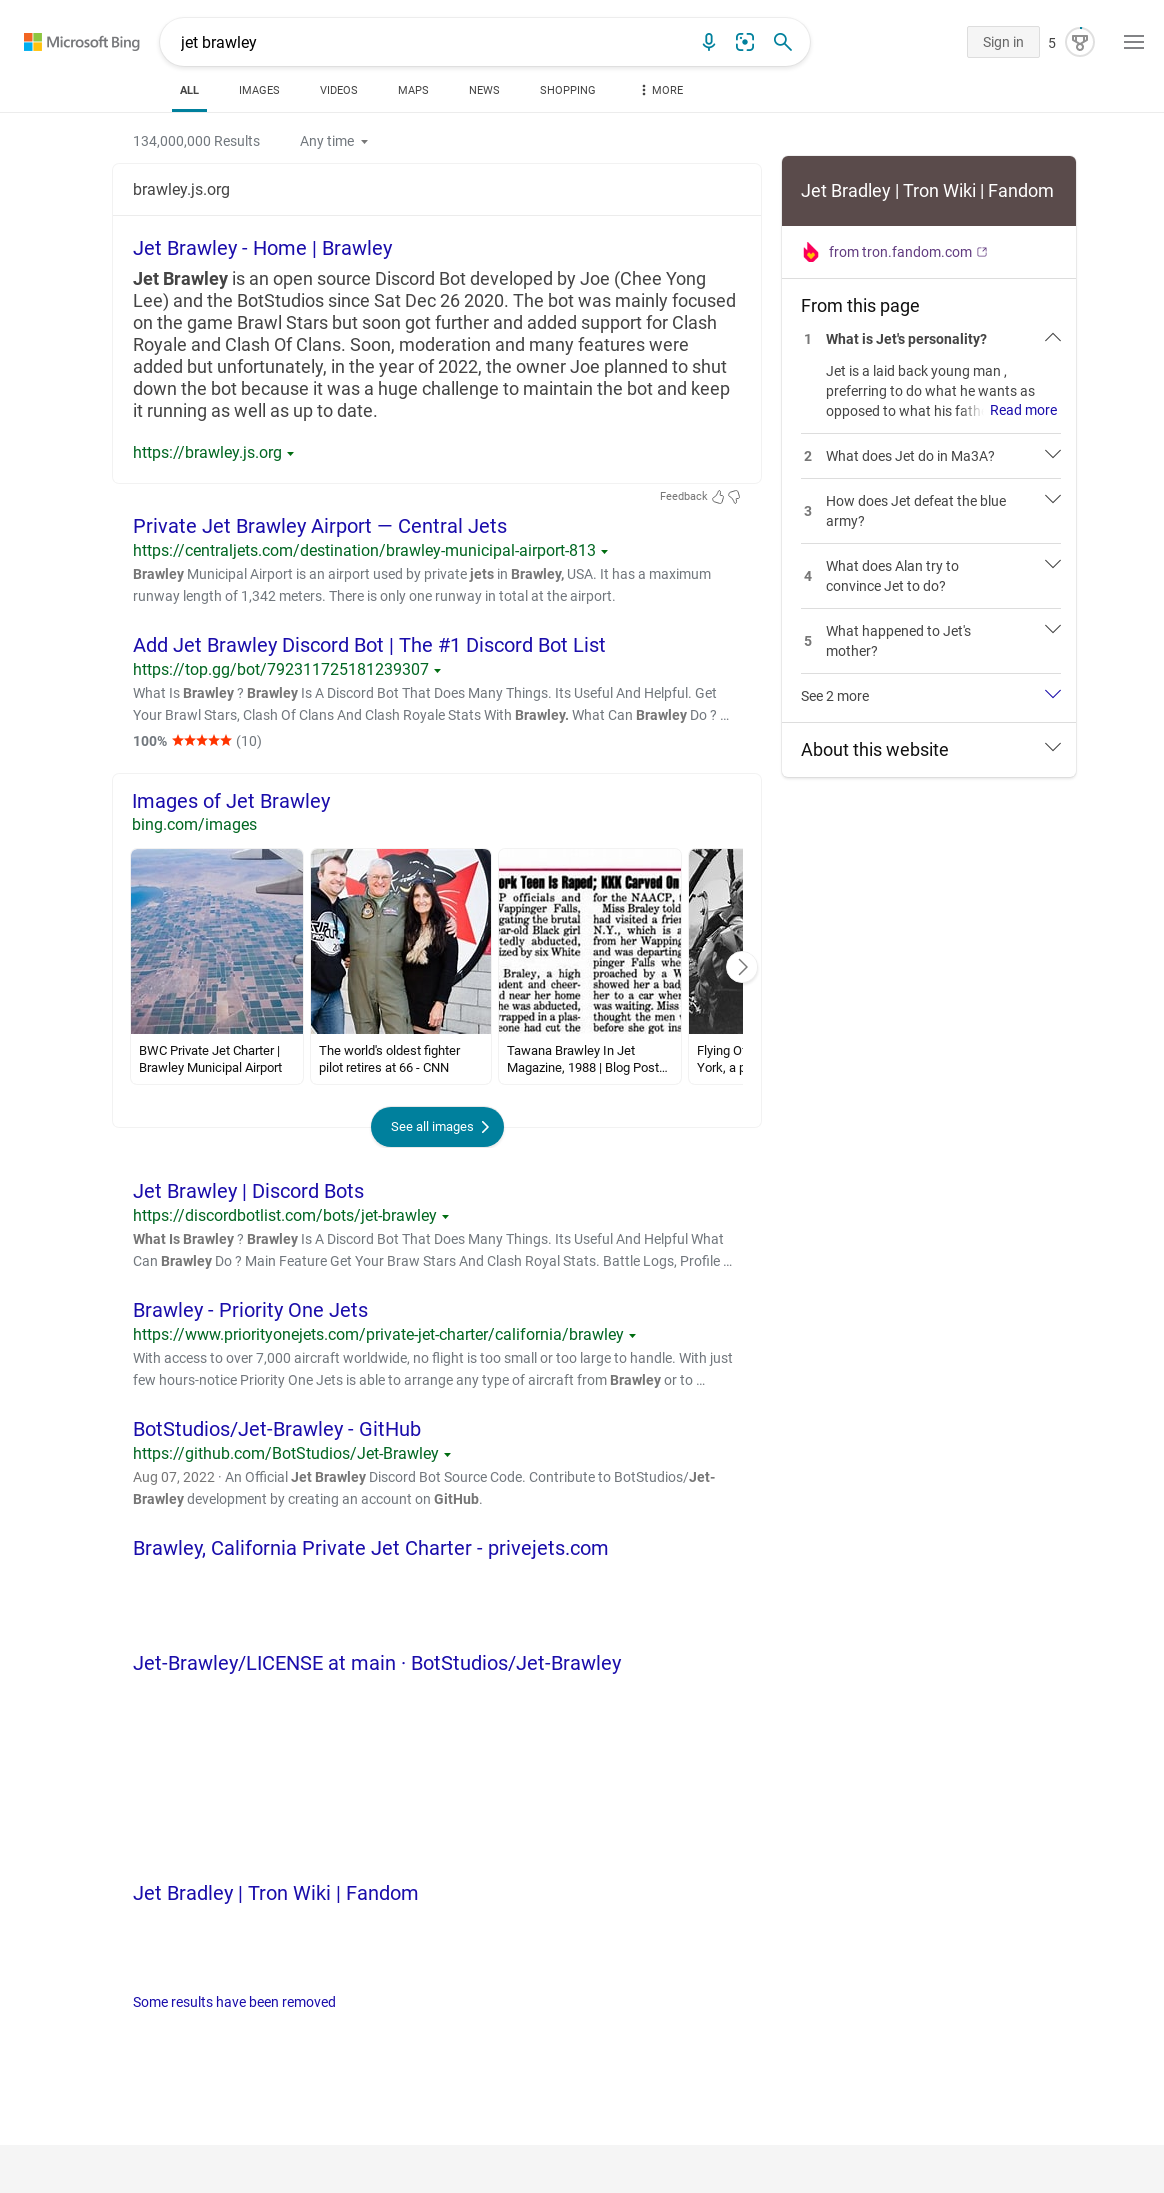 Microsoft Bing
jet brawley
Sign in
5
ALL
IMAGES
VIDEOS
MAPS
NEWS
SHOPPING
MORE
134,000,000 Results
Any time
brawley.js.org
Jet Brawley - Home | Brawley
Jet Brawley is an open source Discord Bot developed by Joe (Chee Yong
Lee) and the BotStudios since Sat Dec 26 2020. The bot was mainly focused
on the game Brawl Stars but soon got further and added support for Clash
Royale and Clash Of Clans. Soon, moderation and many features were
added but unfortunately, in the year of 2022, the owner Joe planned to shut
down the bot because it was a huge challenge to maintain the bot and keep
it running as well as up to date.
https://brawley.js.org
Feedback
Private Jet Brawley Airport — Central Jets
https://centraljets.com/destination/brawley-municipal-airport-813
Brawley Municipal Airport is an airport used by private jets in Brawley, USA. It has a maximum
runway length of 1,342 meters. There is only one runway in total at the airport.
Add Jet Brawley Discord Bot | The #1 Discord Bot List
https://top.gg/bot/792311725181239307
What Is Brawley ? Brawley Is A Discord Bot That Does Many Things. Its Useful And Helpful. Get
Your Brawl Stars, Clash Of Clans And Clash Royale Stats With Brawley. What Can Brawley Do ? …
100% (10)
Images of Jet Brawley
bing.com/images
ork Teen Is Raped; KKK Carved On
P officials and
Wappinger Falls,
gating the brutal
ear-old Black girl
tedly abducted,
ized by six White
Braley, a high
dent and cheer-
d near her home
he was abducted,
wrapped in a plas-
eone had cut the
for the NAACP, t
Miss Braley told
had visited a frie
N.Y., which is a
from her Wapping
and was departing
pinger Falls whe
proached by a W
showed her a bad
her to a car wher
was waiting. Miss
thought the men
before she got ins
BWC Private Jet Charter |
Brawley Municipal Airport
The world's oldest fighter
pilot retires at 66 - CNN
Tawana Brawley In Jet
Magazine, 1988 | Blog Post…
Flying O
York, a p
See all images
Jet Brawley | Discord Bots
https://discordbotlist.com/bots/jet-brawley
What Is Brawley ? Brawley Is A Discord Bot That Does Many Things. Its Useful And Helpful What
Can Brawley Do ? Main Feature Get Your Braw Stars And Clash Royal Stats. Battle Logs, Profile …
Brawley - Priority One Jets
https://www.priorityonejets.com/private-jet-charter/california/brawley
With access to over 7,000 aircraft worldwide, no flight is too small or too large to handle. With just
few hours-notice Priority One Jets is able to arrange any type of aircraft from Brawley or to …
BotStudios/Jet-Brawley - GitHub
https://github.com/BotStudios/Jet-Brawley
Aug 07, 2022 · An Official Jet Brawley Discord Bot Source Code. Contribute to BotStudios/Jet-
Brawley development by creating an account on GitHub.
Brawley, California Private Jet Charter - privejets.com
Jet-Brawley/LICENSE at main · BotStudios/Jet-Brawley
Jet Bradley | Tron Wiki | Fandom
Some results have been removed
Jet Bradley | Tron Wiki | Fandom
from tron.fandom.com
From this page
1 What is Jet's personality?
Jet is a laid back young man ,
preferring to do what he wants as
opposed to what his fath Read more
2 What does Jet do in Ma3A?
3 How does Jet defeat the blue
army?
4 What does Alan try to
convince Jet to do?
5 What happened to Jet's
mother?
See 2 more
About this website